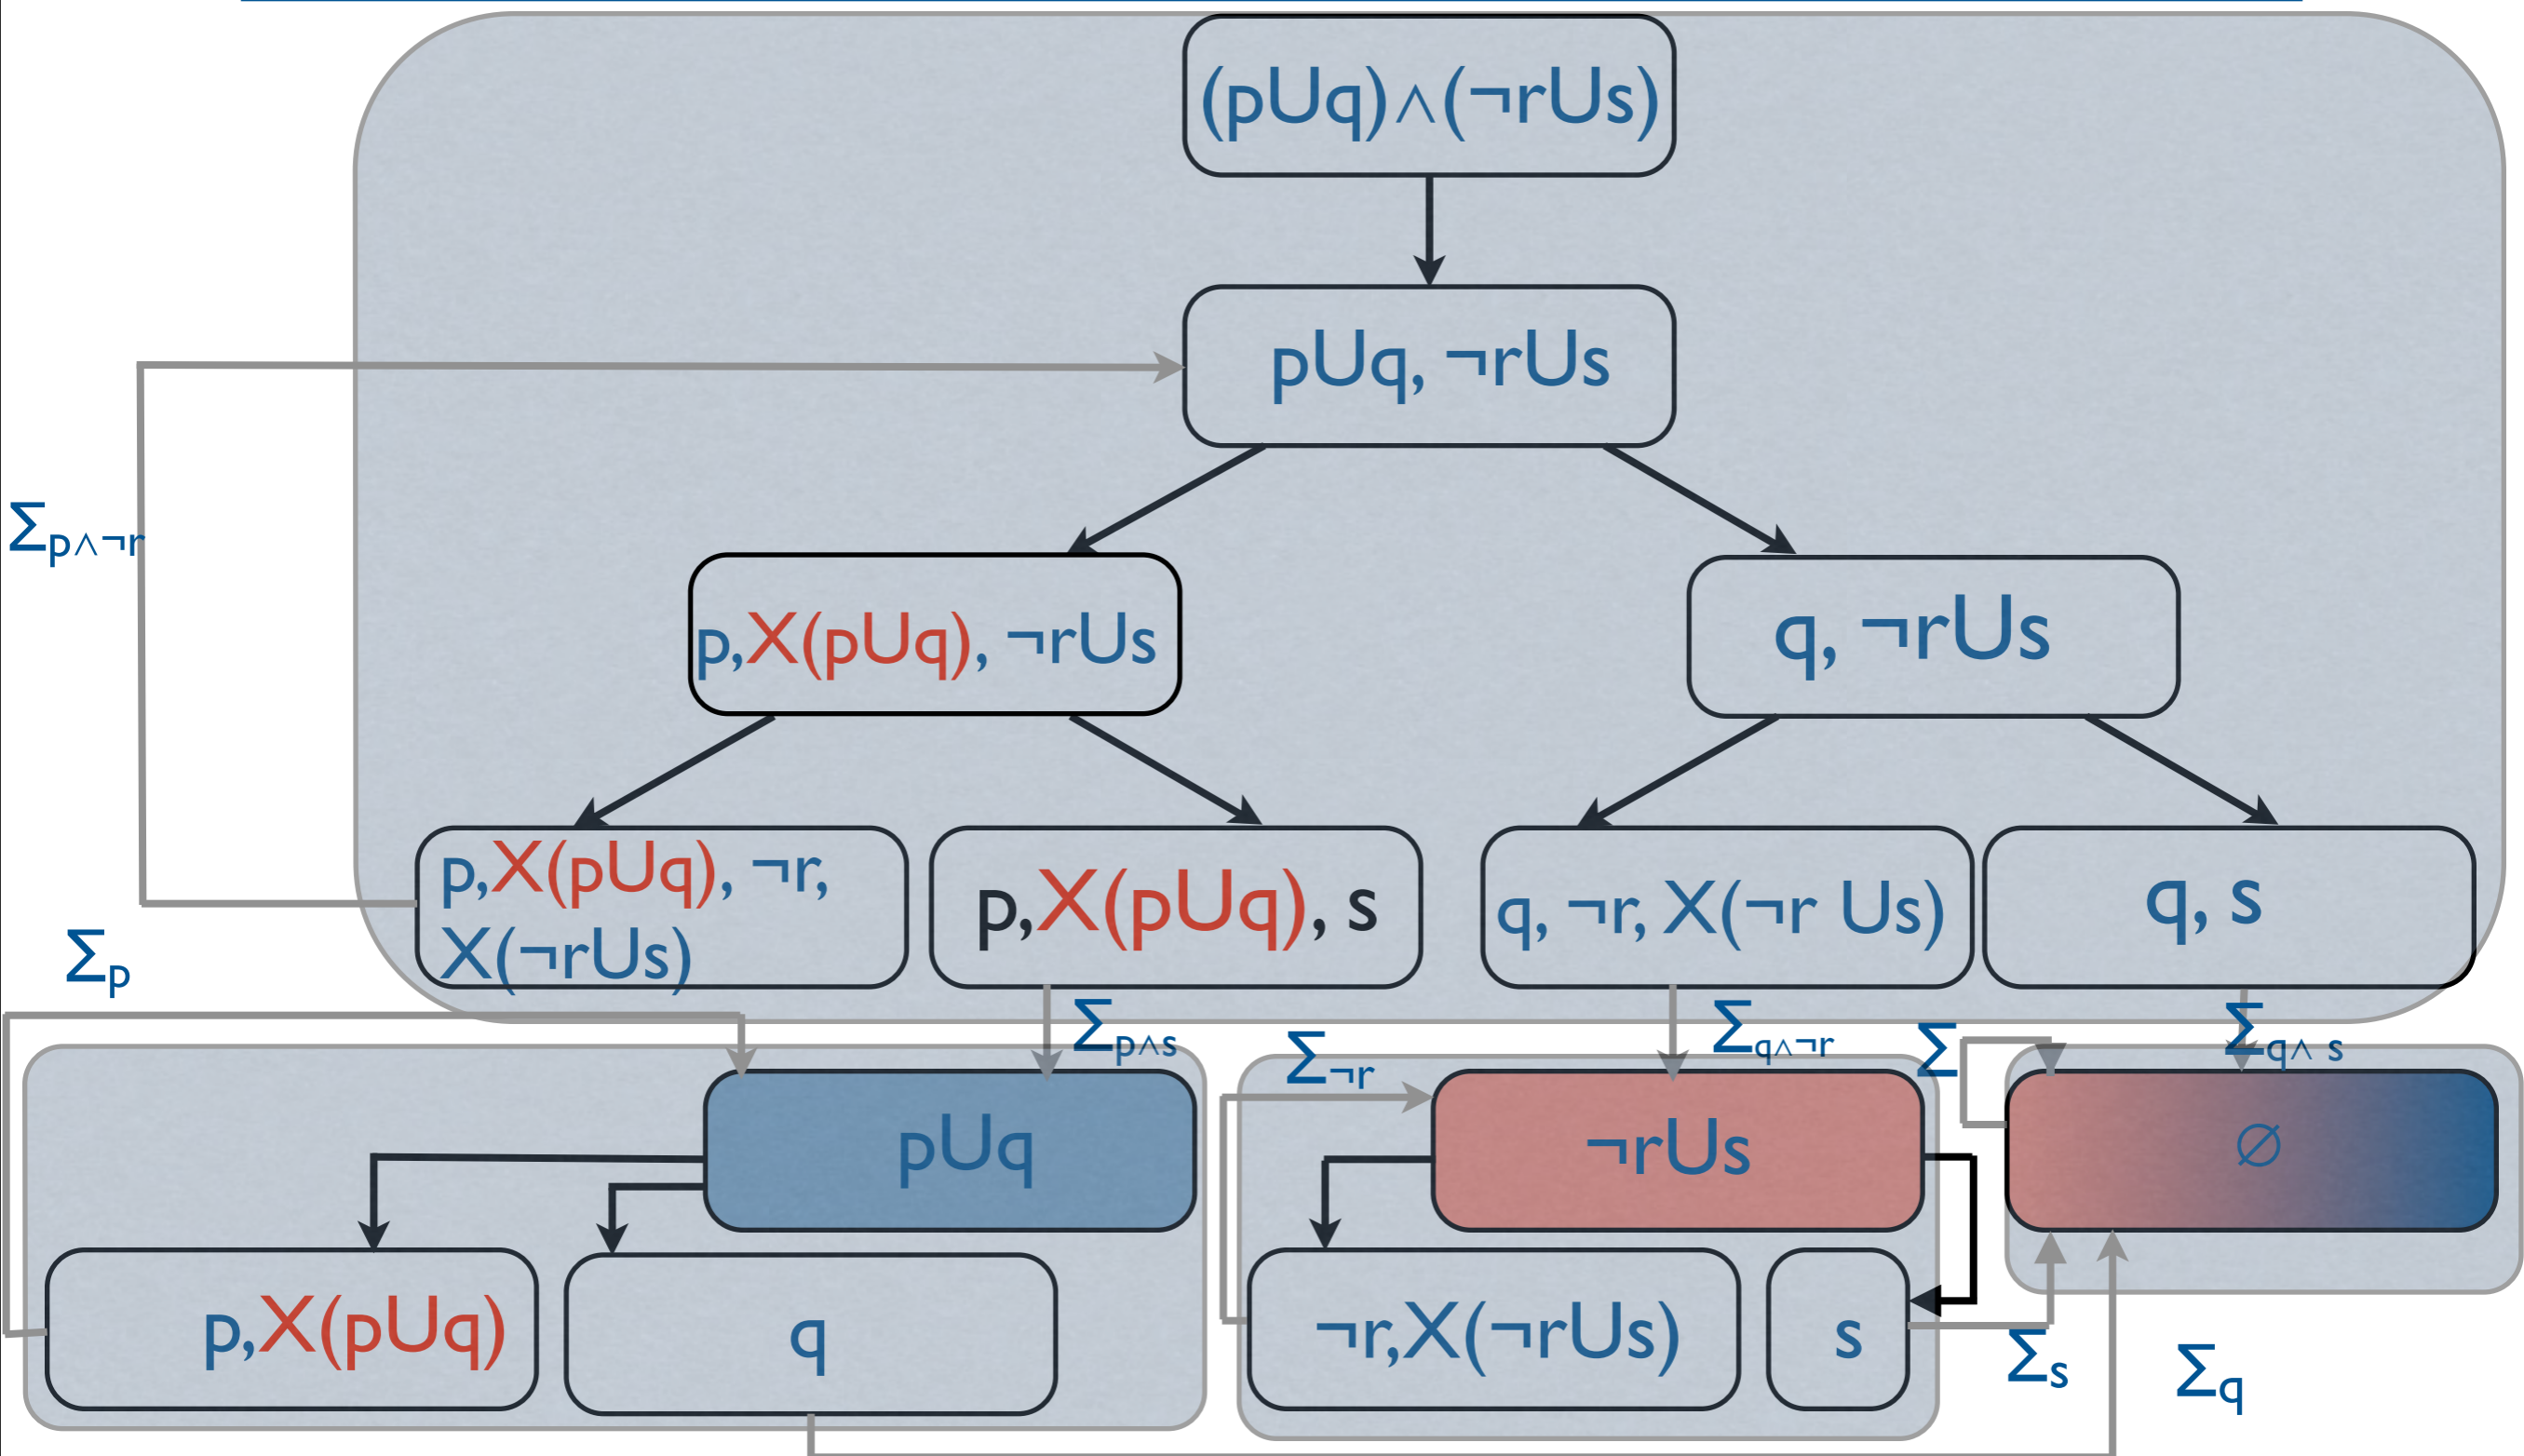 (pUq)∧(¬rUs)
pUq, ¬rUs
Σp∧¬r
p,X(pUq), ¬rUs
q, ¬rUs
p,X(pUq), ¬r,
X(¬rUs)
p,X(pUq), s
q, ¬r, X(¬r Us)
q, s
Σp
Σp∧s
Σ¬r
Σq∧¬r
Σ
Σq∧ s
pUq
¬rUs
∅
p,X(pUq)
q
¬r,X(¬rUs)
s
Σs
Σq